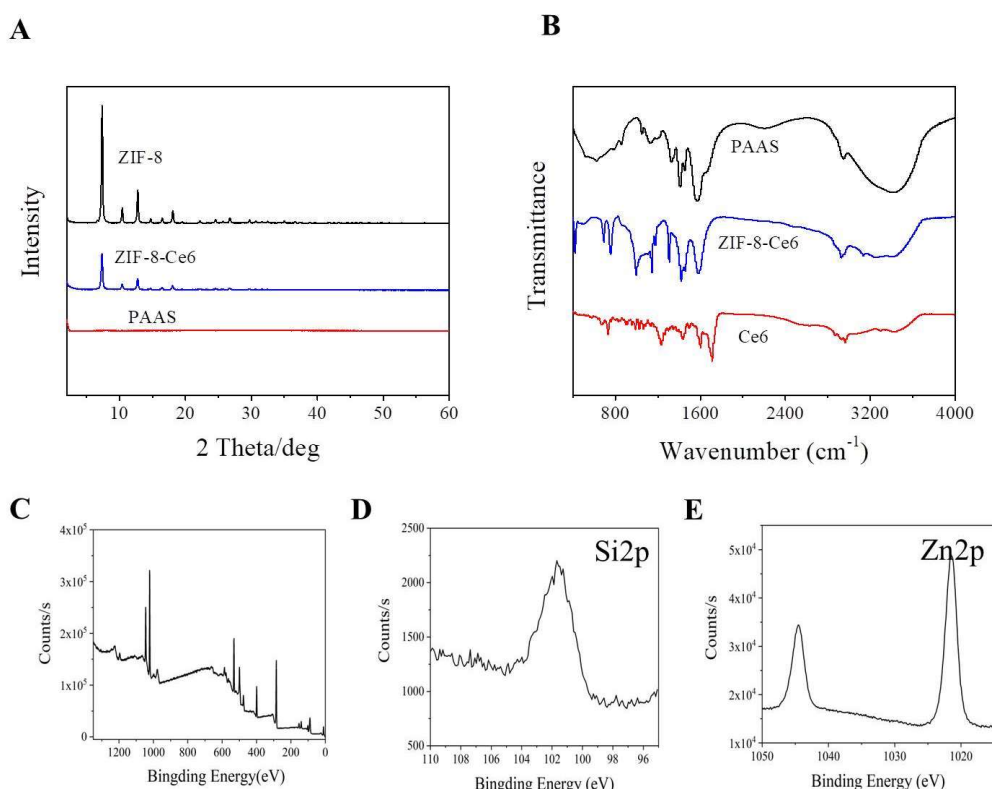 A
B
ZIF-8
ZIF-8-Ce6
PAAS
Intensity
10 20 30 40 50 60
2 Theta/deg
PAAS
ZIF-8-Ce6
Ce6
Transmittance
800 1600 2400 3200 4000
Wavenumber (cm⁻¹)
C
D
E
4x10⁵
3x10⁵
2x10⁵
1x10⁵
0
Counts/s
1200 1000 800 600 400 200 0
Bingding Energy(eV)
Si2p
2500
2000
1500
1000
500
Counts/s
110 108 106 104 102 100 98 96
Bingding Energy(eV)
Zn2p
5x10⁴
4x10⁴
3x10⁴
2x10⁴
1x10⁴
Counts/s
1050 1040 1030 1020
Binding Energy (eV)